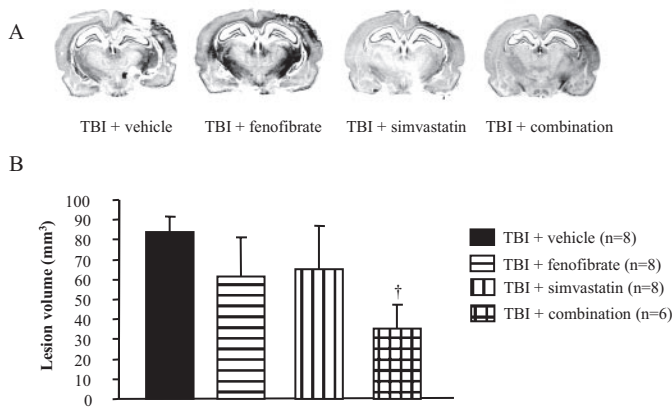 A
TBI + vehicle
TBI + fenofibrate
TBI + simvastatin
TBI + combination
B
Lesion volume (mm³)
100
90
80
70
60
50
40
30
20
10
0
†
TBI + vehicle (n=8)
TBI + fenofibrate (n=8)
TBI + simvastatin (n=8)
TBI + combination (n=6)